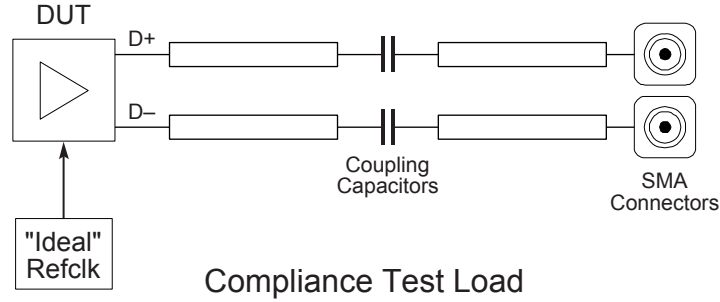 DUT
D+
D–
Coupling
Capacitors
SMA
Connectors
"Ideal"
Refclk
Compliance Test Load